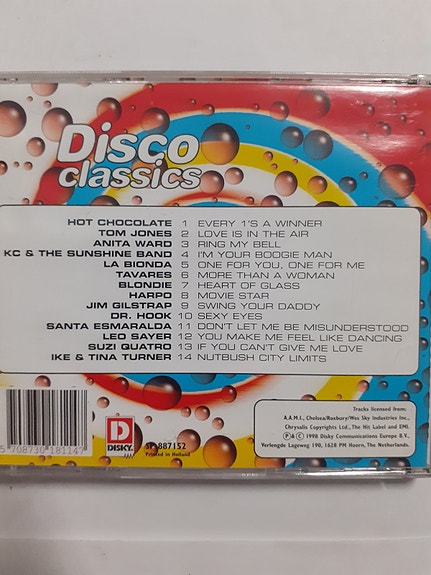 Disco
classics
HOT CHOCOLATE 1 EVERY 1'S A WINNER
TOM JONES 2 LOVE IS IN THE AIR
ANITA WARD 3 RING MY BELL
KC & THE SUNSHINE BAND 4 I'M YOUR BOOGIE MAN
LA BIONDA 5 ONE FOR YOU, ONE FOR ME
TAVARES 6 MORE THAN A WOMAN
BLONDIE 7 HEART OF GLASS
HARPO 8 MOVIE STAR
JIM GILSTRAP 9 SWING YOUR DADDY
DR. HOOK 10 SEXY EYES
SANTA ESMARALDA 11 DON'T LET ME BE MISUNDERSTOOD
LEO SAYER 12 YOU MAKE ME FEEL LIKE DANCING
SUZI QUATRO 13 IF YOU CAN'T GIVE ME LOVE
IKE & TINA TURNER 14 NUTBUSH CITY LIMITS
5 708730 181147
D
DISKY
SP 887152
Printed in Holland
Tracks licensed from:
A.A.M.I., Chelsea/Roxbury/Wes Sky Industries Inc.,
Chrysalis Copyrights Ltd., The Hit Label and EMI.
Ⓟ&© 1998 Disky Communications Europe B.V.,
Verlengde Lageweg 190, 1628 PM Hoorn, The Netherlands.